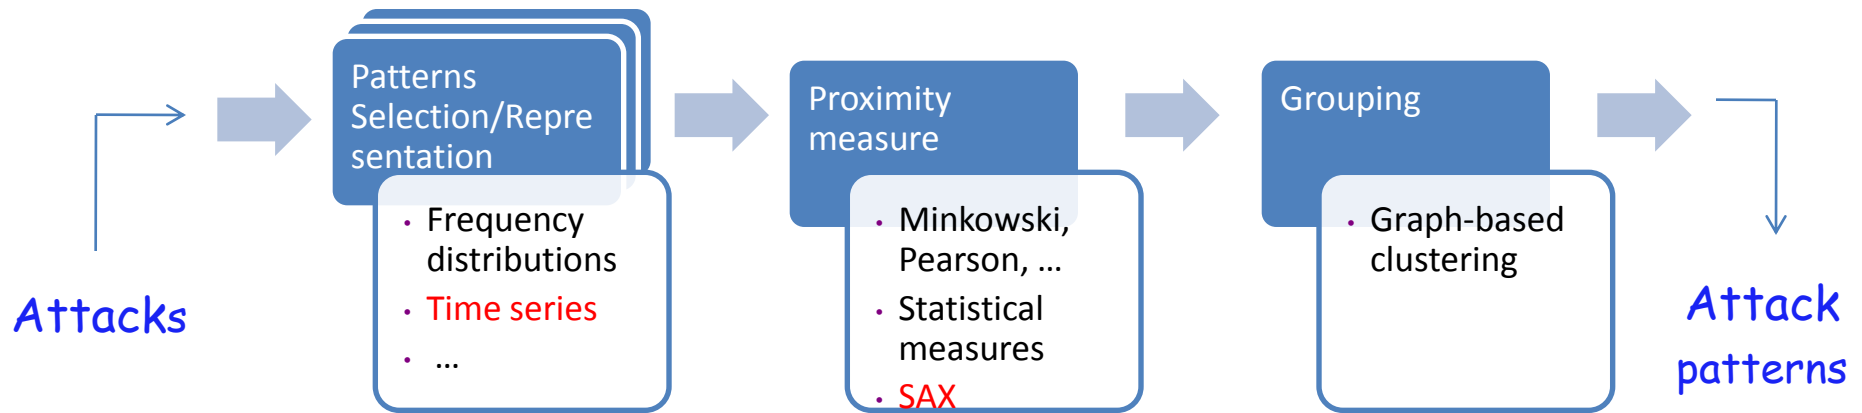 Attacks
Patterns
Selection/Repre
sentation
• Frequency
distributions
• Time series
• ...
Proximity
measure
• Minkowski,
Pearson, ...
• Statistical
measures
• SAX
Grouping
• Graph-based
clustering
Attack
patterns